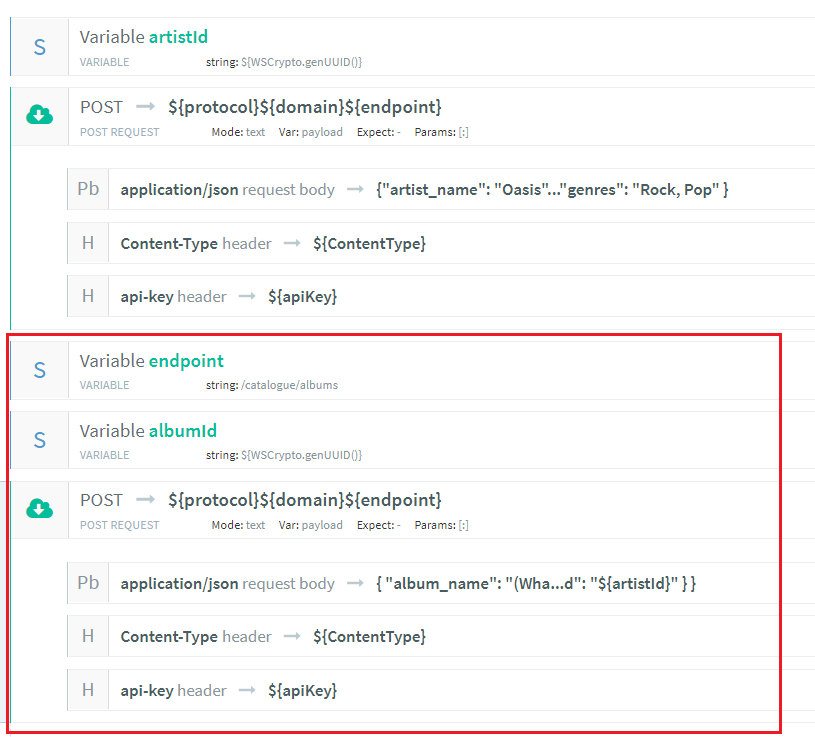 S
Variable artistId
VARIABLE string: ${WSCrypto.genUUID()}
POST → ${protocol}${domain}${endpoint}
POST REQUEST Mode: text Var: payload Expect: - Params: [:]
Pb application/json request body → {"artist_name": "Oasis"..."genres": "Rock, Pop" }
H Content-Type header → ${ContentType}
H api-key header → ${apiKey}
S
Variable endpoint
VARIABLE string: /catalogue/albums
S
Variable albumId
VARIABLE string: ${WSCrypto.genUUID()}
POST → ${protocol}${domain}${endpoint}
POST REQUEST Mode: text Var: payload Expect: - Params: [:]
Pb application/json request body → { "album_name": "(Wha...d": "${artistId}" } }
H Content-Type header → ${ContentType}
H api-key header → ${apiKey}